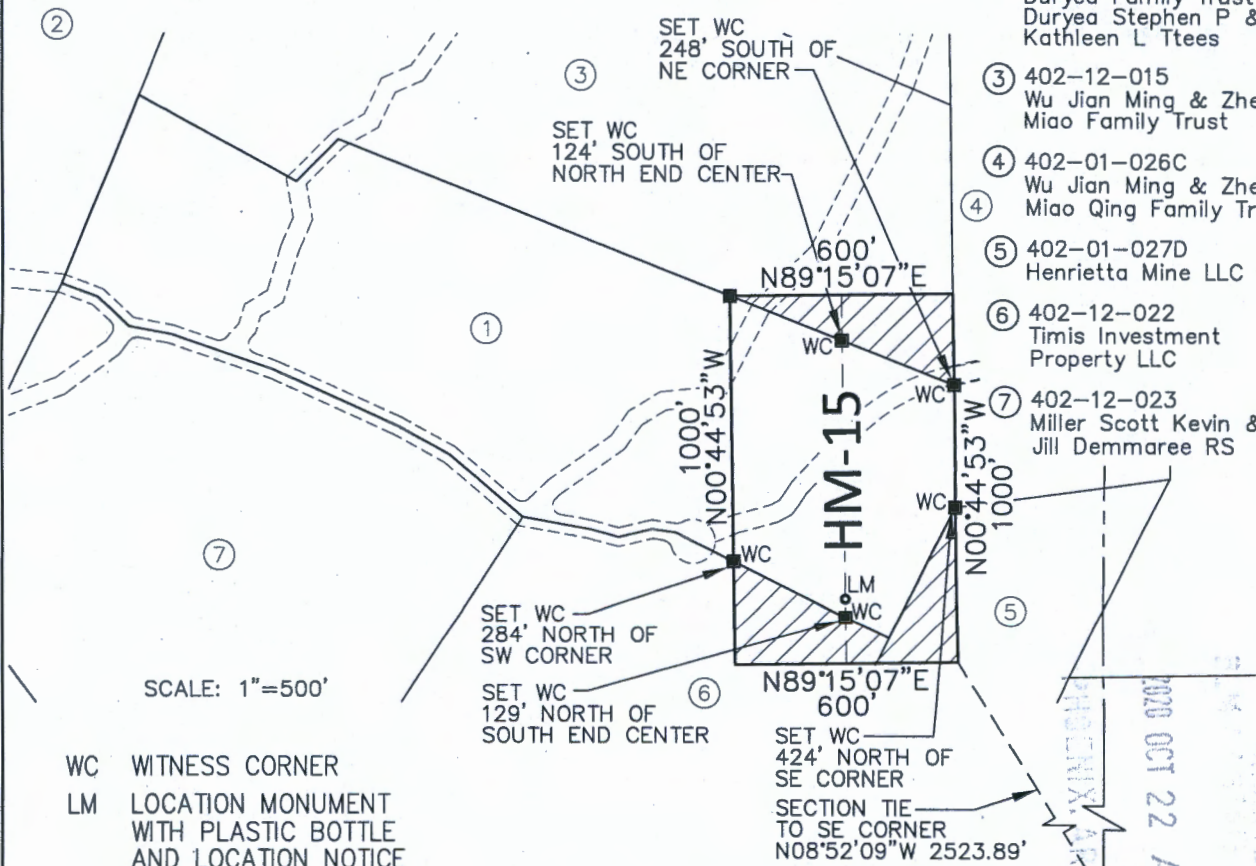 ②
SET WC
248' SOUTH OF
NE CORNER
③
SET WC
124' SOUTH OF
NORTH END CENTER
Duryea Family Trust
Duryea Stephen P &
Kathleen L Ttees
③ 402-12-015
Wu Jian Ming & Zhe
Miao Family Trust
④ 402-01-026C
Wu Jian Ming & Zhe
Miao Qing Family Tr
④
⑤ 402-01-027D
Henrietta Mine LLC
⑥ 402-12-022
Timis Investment
Property LLC
⑦ 402-12-023
Miller Scott Kevin &
Jill Demmaree RS
600'
N89°15'07"E
①
WC
WC
1000'
N00°44'53"W
HM-15
WC
N00°44'53"W
1000'
WC
LM
WC
⑦
⑤
SET WC
284' NORTH OF
SW CORNER
SCALE: 1"=500'
SET WC
129' NORTH OF
SOUTH END CENTER
⑥
N89°15'07"E
600'
SET WC
424' NORTH OF
SE CORNER
SECTION TIE
TO SE CORNER
N08°52'09"W 2523.89'
WC WITNESS CORNER
LM LOCATION MONUMENT
WITH PLASTIC BOTTLE
AND LOCATION NOTICE
2020 OCT 22 A
PHOENIX, AR